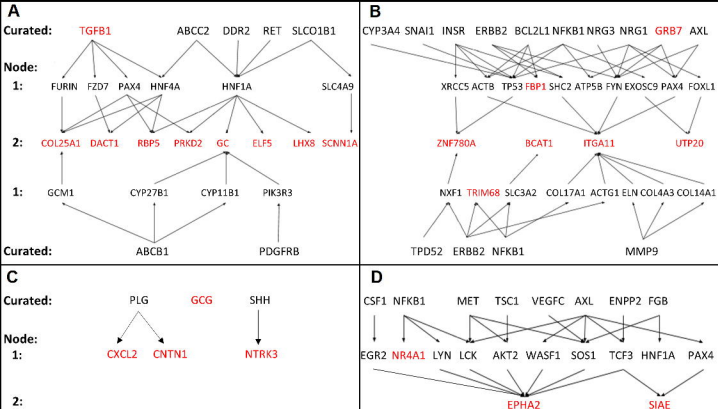 A
Curated: TGFB1 ABCC2 DDR2 RET SLCO1B1
Node:
1: FURIN FZD7 PAX4 HNF4A HNF1A SLC4A9
2: COL25A1 DACT1 RBP5 PRKD2 GC ELF5 LHX8 SCNN1A
1: GCM1 CYP27B1 CYP11B1 PIK3R3
Curated: ABCB1 PDGFRB
B
CYP3A4 SNAI1 INSR ERBB2 BCL2L1 NFKB1 NRG3 NRG1 GRB7 AXL
XRCC5 ACTB TP53 FBP1 SHC2 ATP5B FYN EXOSC9 PAX4 FOXL1
ZNF780A BCAT1 ITGA11 UTP20
NXF1 TRIM68 SLC3A2 COL17A1 ACTG1 ELN COL4A3 COL14A1
TPD52 ERBB2 NFKB1 MMP9
C
Curated: PLG GCG SHH
Node:
1: CXCL2 CNTN1 NTRK3
2:
D
CSF1 NFKB1 MET TSC1 VEGFC AXL ENPP2 FGB
EGR2 NR4A1 LYN LCK AKT2 WASF1 SOS1 TCF3 HNF1A PAX4
EPHA2 SIAE